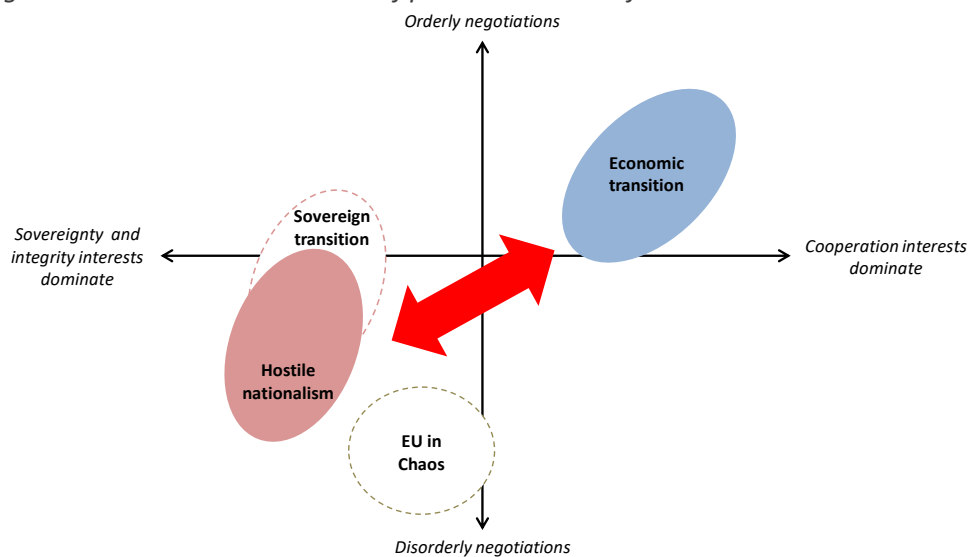 Orderly negotiations
Economic
transition
Sovereign
transition
Sovereignty and
integrity interests
dominate
Cooperation interests
dominate
Hostile
nationalism
EU in
Chaos
Disorderly negotiations